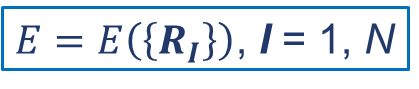 E = E({R_I}), I = 1, N